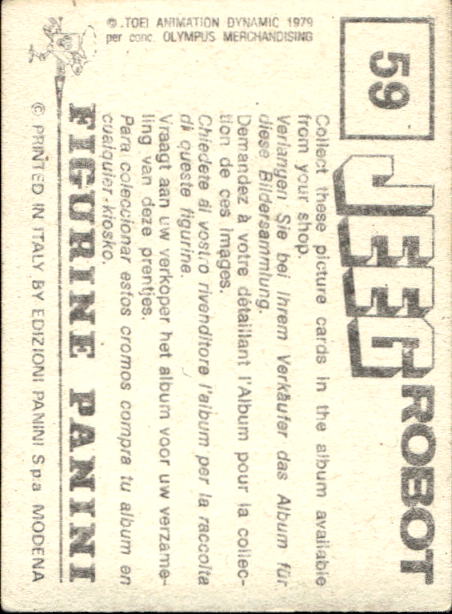 59
JEEG ROBOT
Collect these picture cards in the album available
from your shop.
Verlangen Sie bei Ihrem Verkäufer das Album für
diese Bildersammlung.
Demandez à votre détaillant l'Album pour la collec-
tion de ces images.
Chiedete al vostro rivenditore l'album per la raccolta
di queste figurine.
Vraagt aan uw verkoper het album voor uw verzame-
ling van deze prentjes.
Para coleccionar estos cromos compra tu album en
cualquier kiosko.
FIGURINE PANINI
© PRINTED IN ITALY BY EDIZIONI PANINI S.p.a MODENA
© TOEI ANIMATION DYNAMIC 1979
per conc. OLYMPUS MERCHANDISING